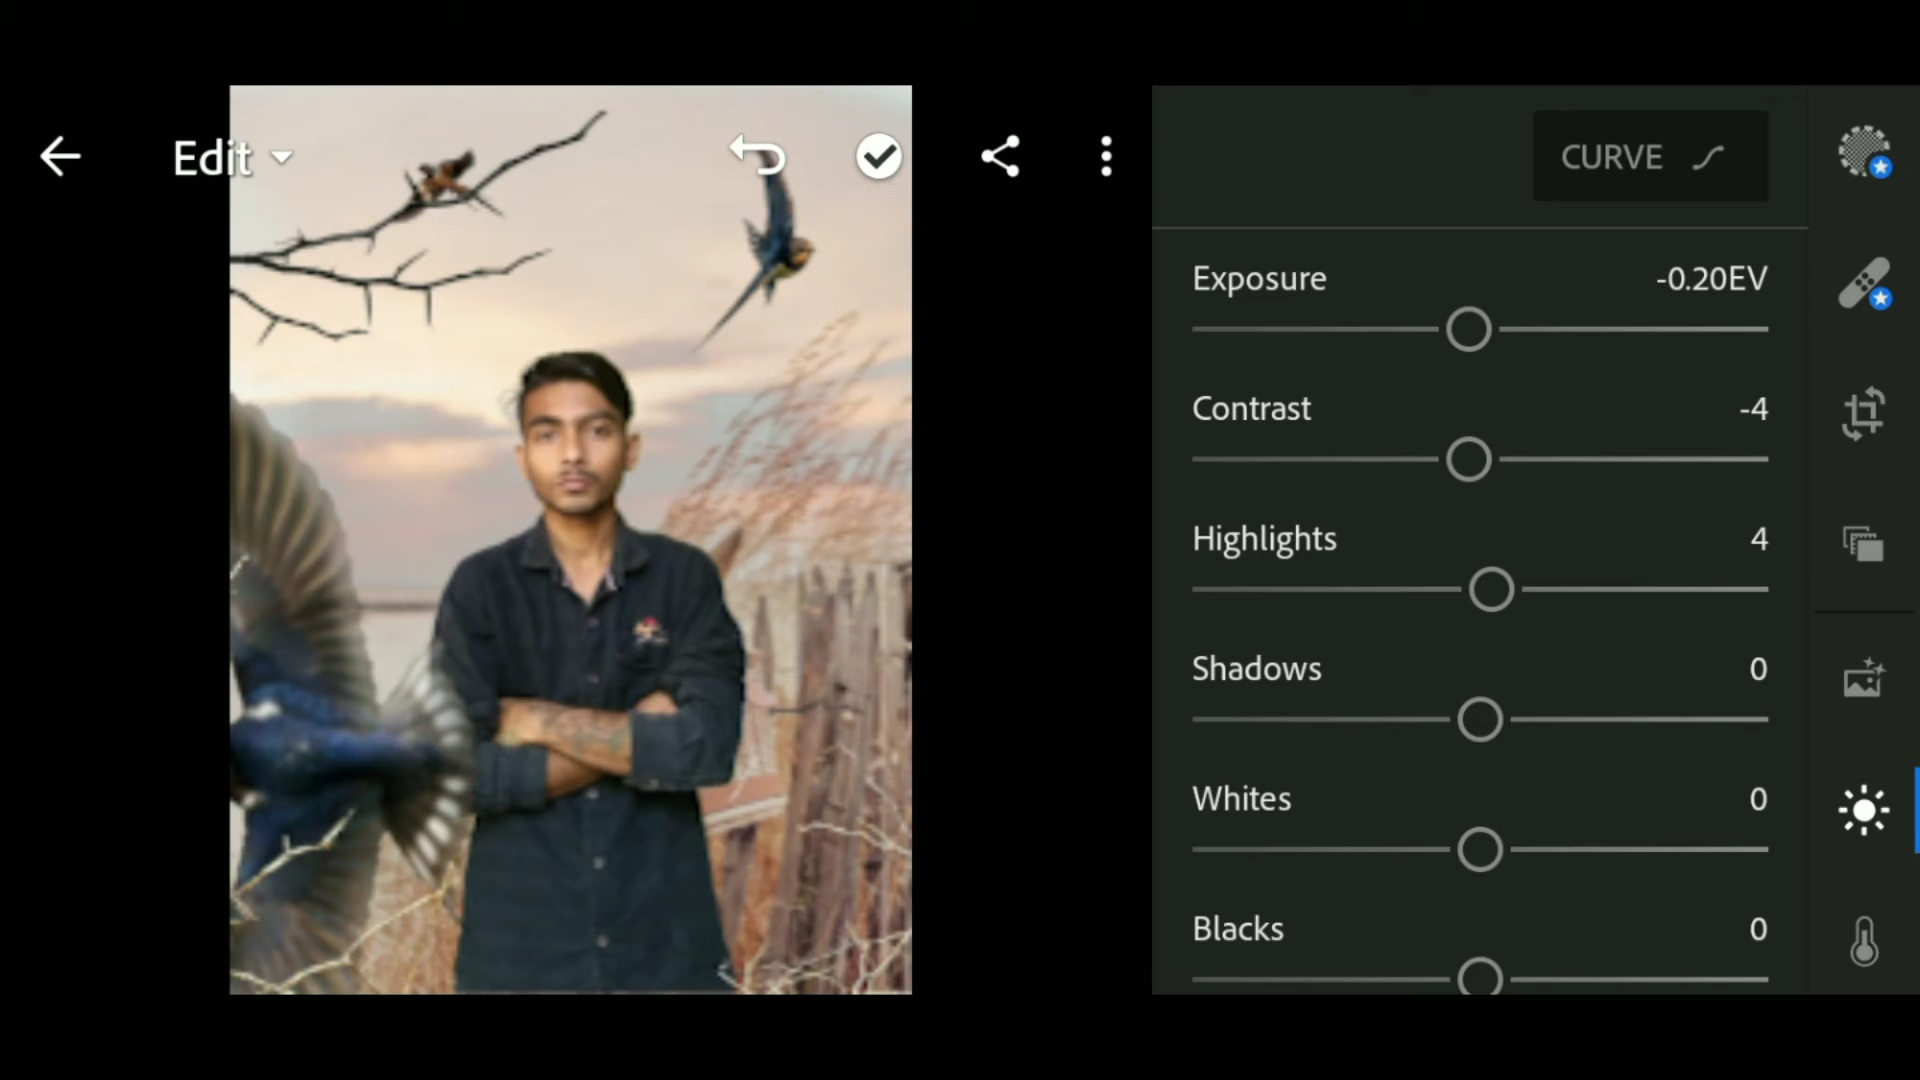 Edit
CURVE
Exposure -0.20EV
Contrast -4
Highlights 4
Shadows 0
Whites 0
Blacks 0